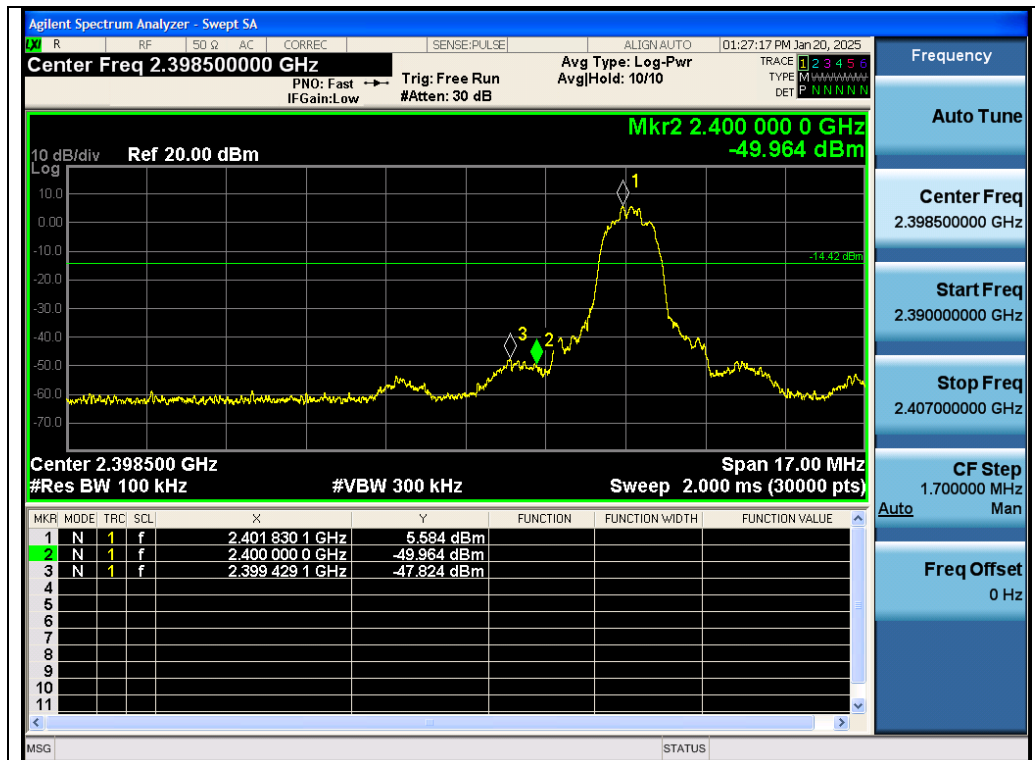 Agilent Spectrum Analyzer - Swept SA
LXI R RF 50 Ω AC CORREC SENSE:PULSE ALIGN AUTO 01:27:17 PM Jan 20, 2025
Center Freq 2.398500000 GHz
PNO: Fast
IFGain:Low
Trig: Free Run
#Atten: 30 dB
Avg Type: Log-Pwr
Avg|Hold: 10/10
TRACE 1 2 3 4 5 6
TYPE M WWWWW
DET P N N N N N
Mkr2 2.400 000 0 GHz
-49.964 dBm
10 dB/div Ref 20.00 dBm
Log
10.0
0.00
-10.0
-20.0
-30.0
-40.0
-50.0
-60.0
-70.0
1
-14.42 dBm
3
2
Center 2.398500 GHz Span 17.00 MHz
#Res BW 100 kHz #VBW 300 kHz Sweep 2.000 ms (30000 pts)
MKR MODE TRC SCL X Y FUNCTION FUNCTION WIDTH FUNCTION VALUE
1 N 1 f 2.401 830 1 GHz 5.584 dBm
2 N 1 f 2.400 000 0 GHz -49.964 dBm
3 N 1 f 2.399 429 1 GHz -47.824 dBm
4
5
6
7
8
9
10
11
MSG STATUS
Frequency
Auto Tune
Center Freq
2.398500000 GHz
Start Freq
2.390000000 GHz
Stop Freq
2.407000000 GHz
CF Step
1.700000 MHz
Auto Man
Freq Offset
0 Hz